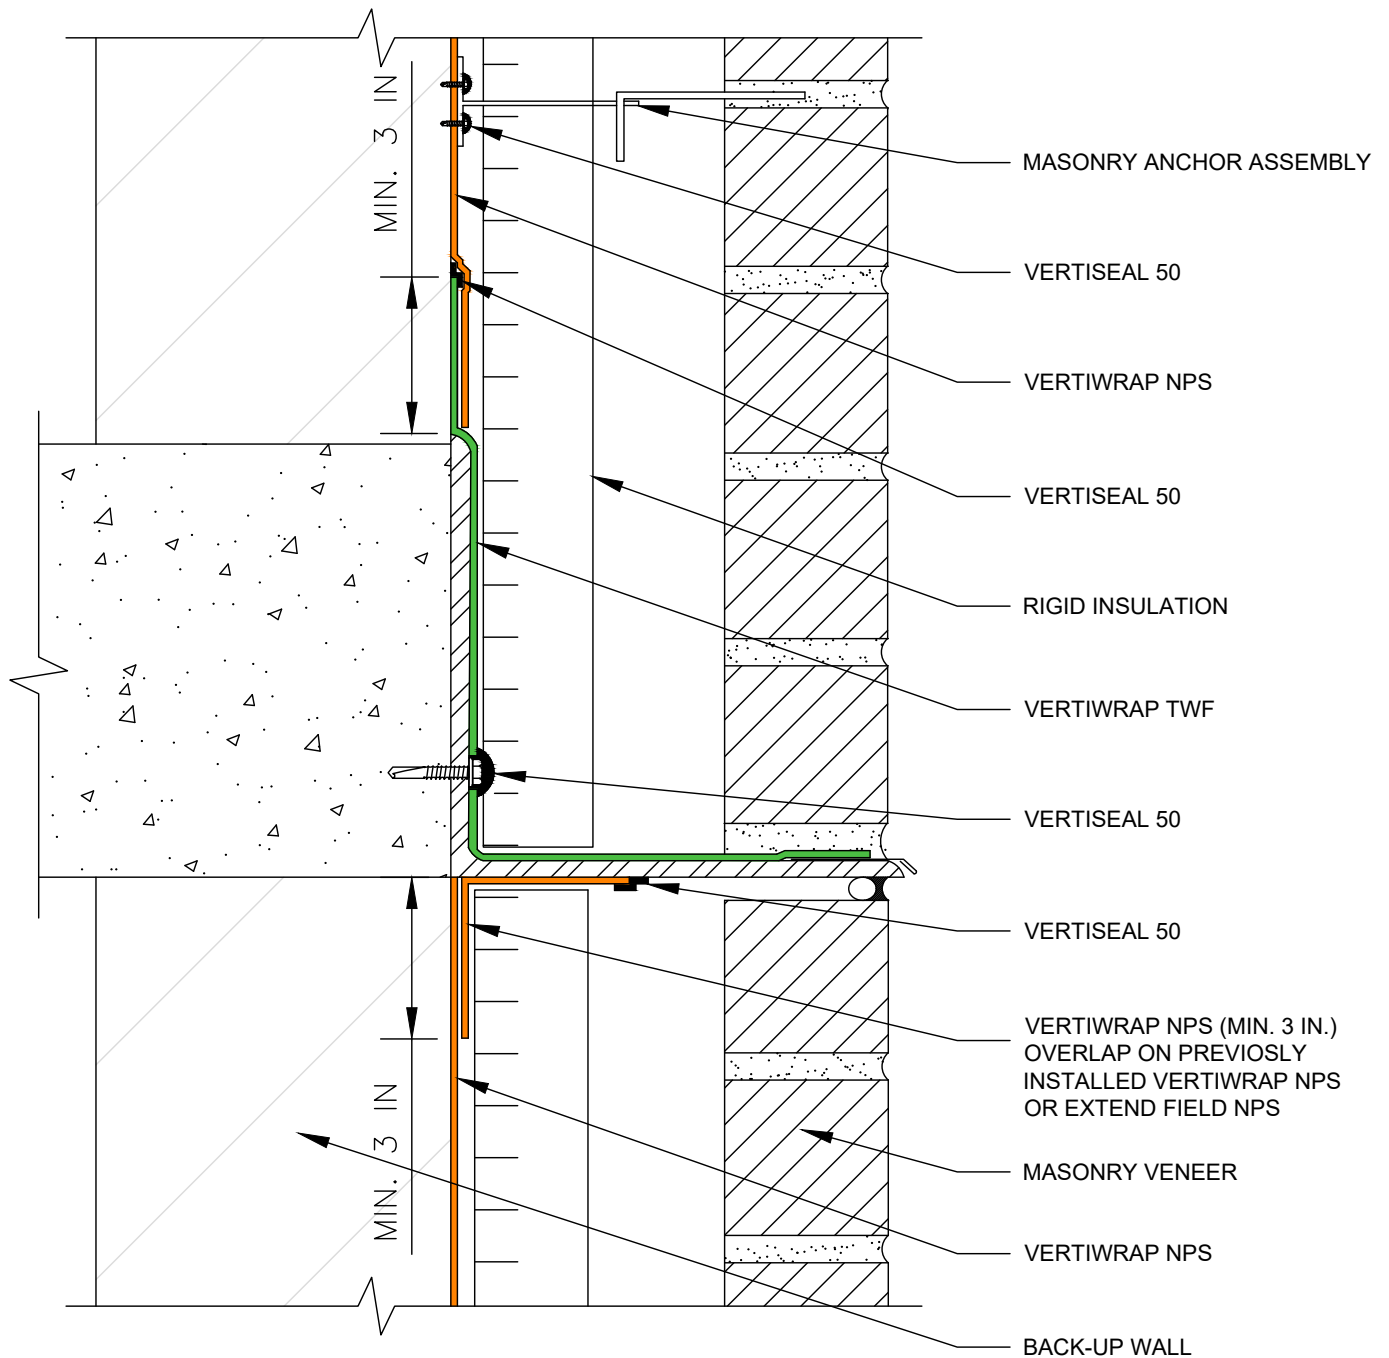 MIN. 3 IN
MASONRY ANCHOR ASSEMBLY
VERTISEAL 50
VERTIWRAP NPS
VERTISEAL 50
RIGID INSULATION
VERTIWRAP TWF
VERTISEAL 50
VERTISEAL 50
VERTIWRAP NPS (MIN. 3 IN.)
OVERLAP ON PREVIOSLY
INSTALLED VERTIWRAP NPS
OR EXTEND FIELD NPS
MIN. 3 IN
MASONRY VENEER
VERTIWRAP NPS
BACK-UP WALL